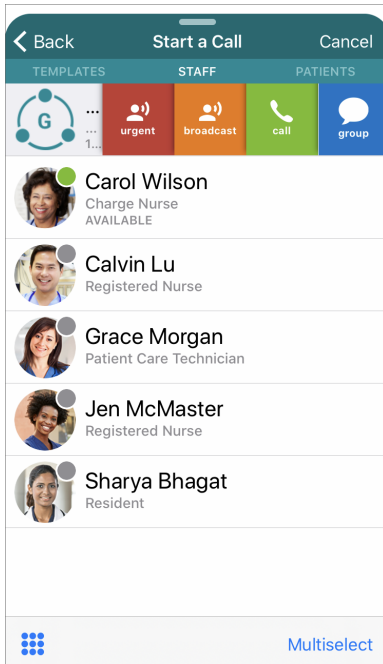 Back Start a Call Cancel
TEMPLATES STAFF PATIENTS
G ... urgent broadcast call group
...
1...
Carol Wilson
Charge Nurse
AVAILABLE
Calvin Lu
Registered Nurse
Grace Morgan
Patient Care Technician
Jen McMaster
Registered Nurse
Sharya Bhagat
Resident
Multiselect